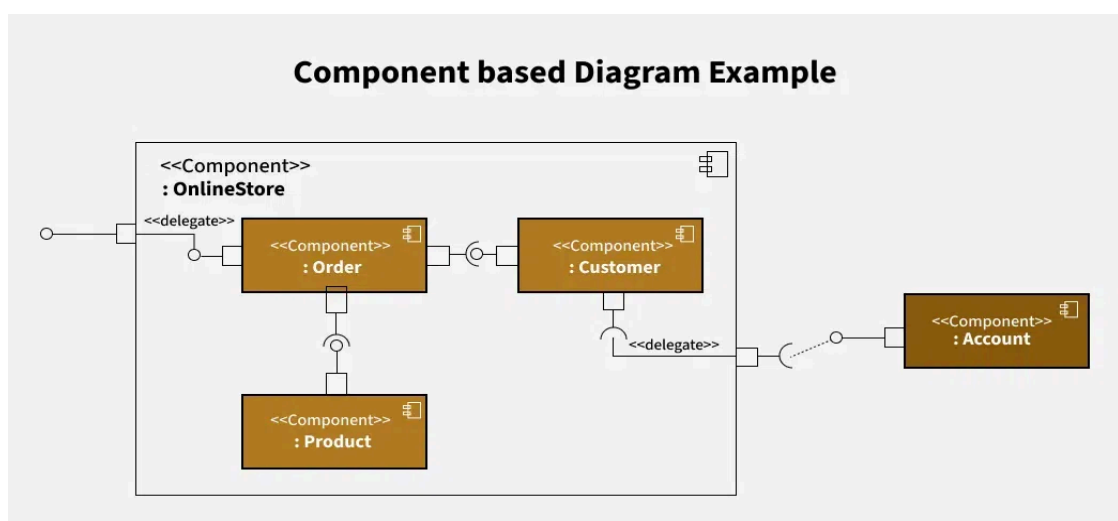 Component based Diagram Example
<<Component>>
: OnlineStore
<<delegate>>
<<Component>>
: Order
<<Component>>
: Customer
<<Component>>
: Account
<<delegate>>
<<Component>>
: Product